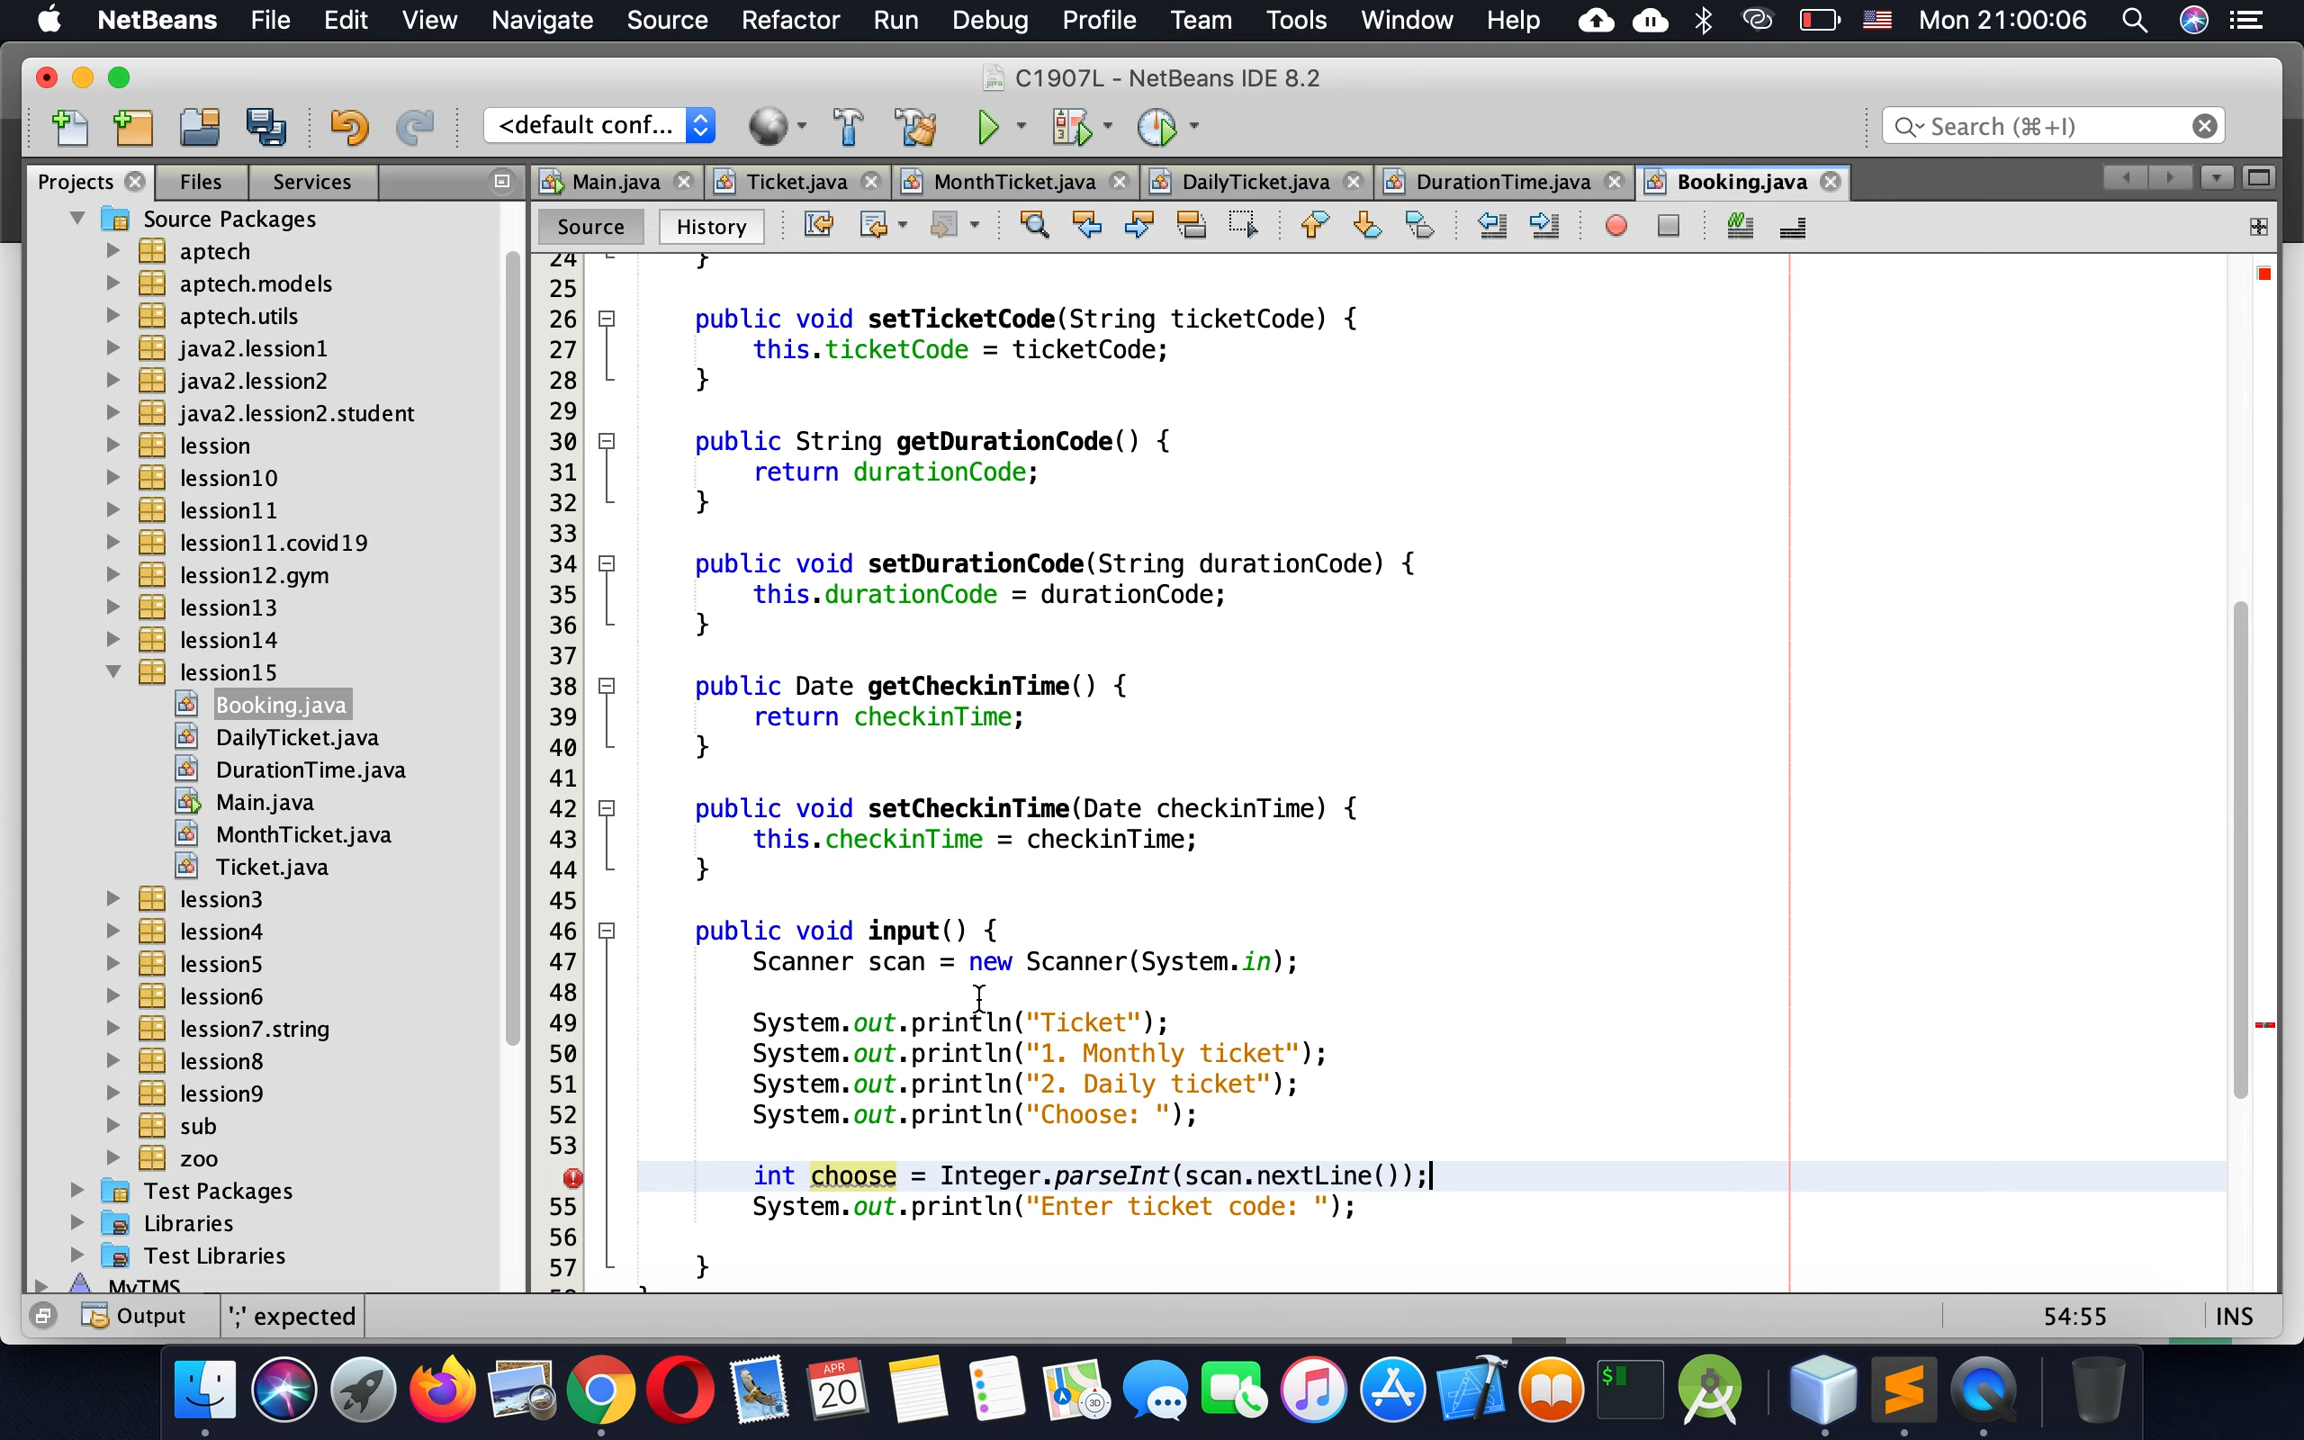 NetBeans File Edit View Navigate Source Refactor Run Debug Profile Team Tools Window Help Mon 21:00:06
C1907L - NetBeans IDE 8.2
<default conf... Search (⌘+I)
Projects Files Services Main.java Ticket.java MonthTicket.java DailyTicket.java DurationTime.java Booking.java
Source History
Source Packages
aptech
aptech.models
aptech.utils
java2.lession1
java2.lession2
java2.lession2.student
lession
lession10
lession11
lession11.covid19
lession12.gym
lession13
lession14
lession15
Booking.java
DailyTicket.java
DurationTime.java
Main.java
MonthTicket.java
Ticket.java
lession3
lession4
lession5
lession6
lession7.string
lession8
lession9
sub
zoo
Test Packages
Libraries
Test Libraries
MyTMS
24 }
25
26 public void setTicketCode(String ticketCode) {
27 this.ticketCode = ticketCode;
28 }
29
30 public String getDurationCode() {
31 return durationCode;
32 }
33
34 public void setDurationCode(String durationCode) {
35 this.durationCode = durationCode;
36 }
37
38 public Date getCheckinTime() {
39 return checkinTime;
40 }
41
42 public void setCheckinTime(Date checkinTime) {
43 this.checkinTime = checkinTime;
44 }
45
46 public void input() {
47 Scanner scan = new Scanner(System.in);
48
49 System.out.println("Ticket");
50 System.out.println("1. Monthly ticket");
51 System.out.println("2. Daily ticket");
52 System.out.println("Choose: ");
53
int choose = Integer.parseInt(scan.nextLine());
55 System.out.println("Enter ticket code: ");
56
57 }
Output ';' expected 54:55 INS
APR
20
3D